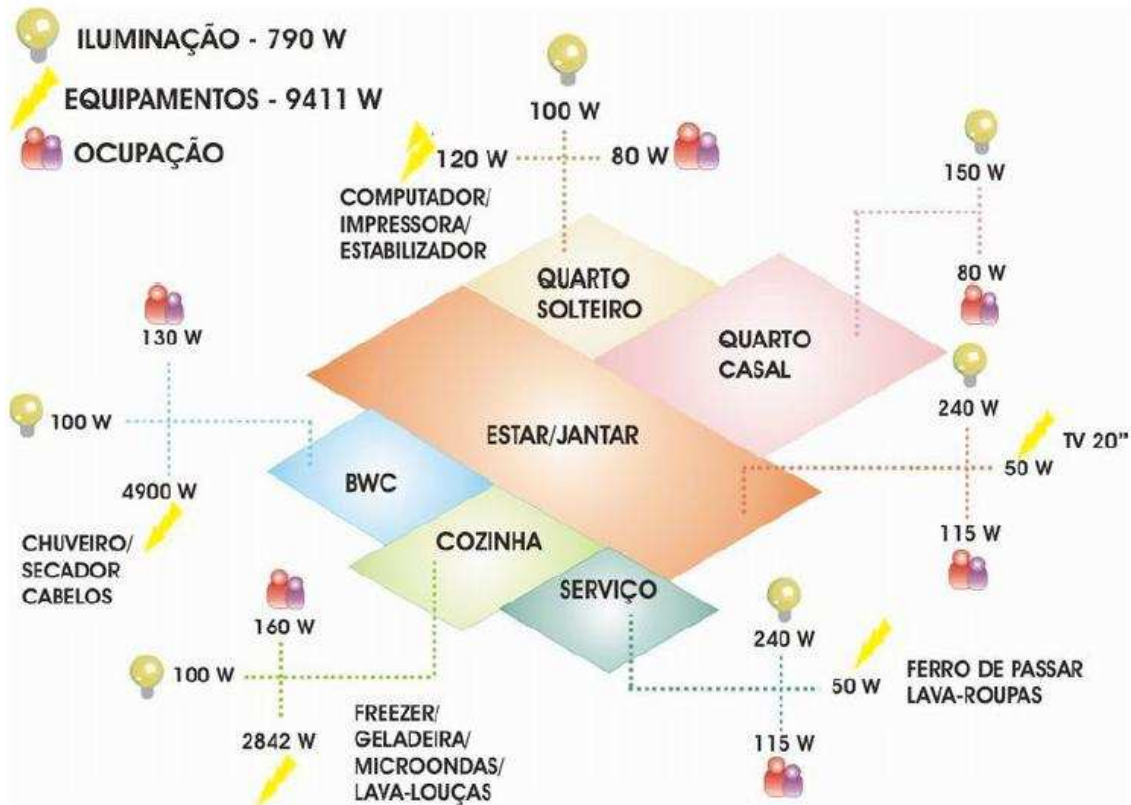 ILUMINAÇÃO - 790 W
EQUIPAMENTOS - 9411 W
OCUPAÇÃO
100 W
120 W
80 W
COMPUTADOR/
IMPRESSORA/
ESTABILIZADOR
150 W
80 W
QUARTO
SOLTEIRO
QUARTO
CASAL
130 W
100 W
4900 W
CHUVEIRO/
SECADOR
CABELOS
ESTAR/JANTAR
240 W
TV 20"
50 W
115 W
BWC
COZINHA
SERVIÇO
160 W
100 W
2842 W
FREEZER/
GELADEIRA/
MICROONDAS/
LAVA-LOUÇAS
240 W
50 W
FERRO DE PASSAR
LAVA-ROUPAS
115 W